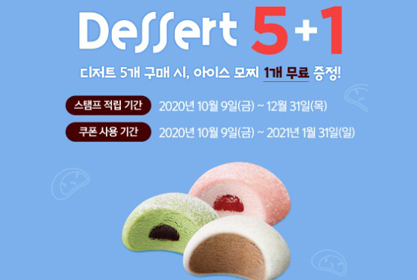 Dessert 5+1
디저트 5개 구매 시, 아이스 모찌 1개 무료 증정!
스탬프 적립 기간 2020년 10월 9일(금) ~ 12월 31일(목)
쿠폰 사용 기간 2020년 10월 9일(금) ~ 2021년 1월 31일(일)